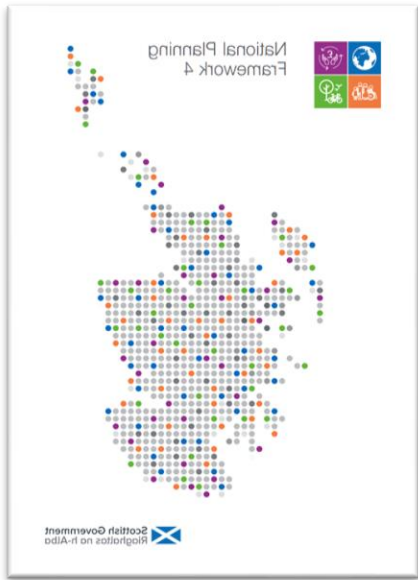 National Planning
Framework 4
Scottish Government
Riaghaltas na h-Alba